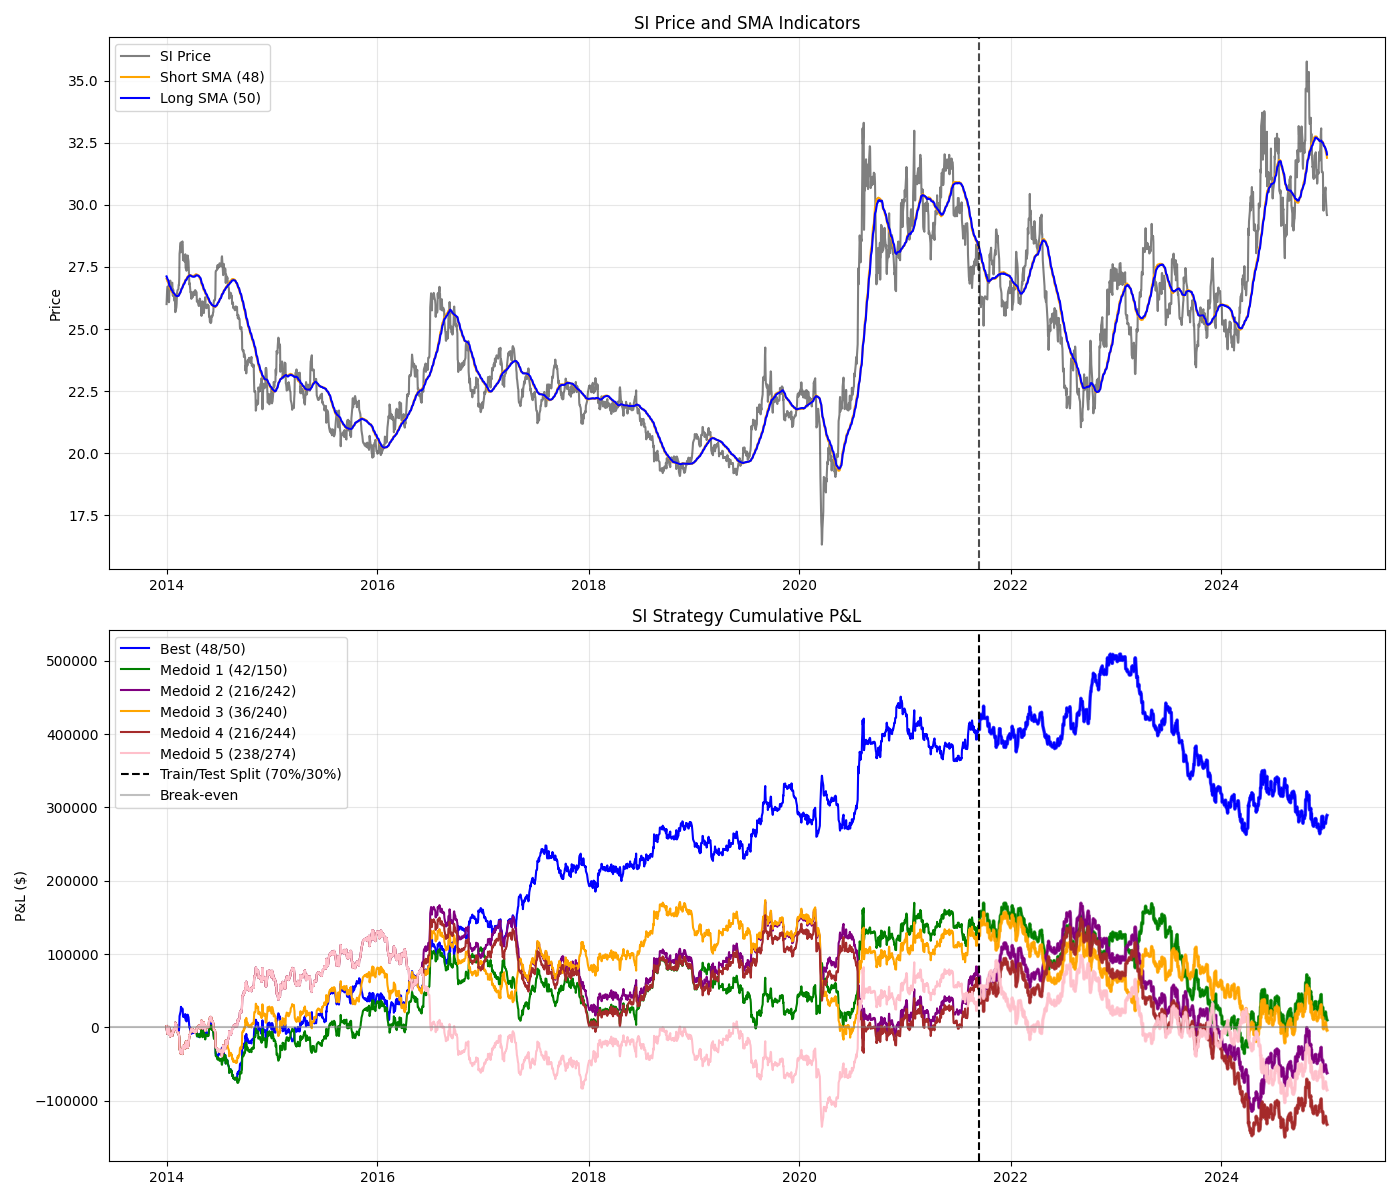 SI Price and SMA Indicators
SI Price
Short SMA (48)
Long SMA (50)
Price
35.0
32.5
30.0
27.5
25.0
22.5
20.0
17.5
2014 2016 2018 2020 2022 2024
SI Strategy Cumulative P&L
Best (48/50)
Medoid 1 (42/150)
Medoid 2 (216/242)
Medoid 3 (36/240)
Medoid 4 (216/244)
Medoid 5 (238/274)
Train/Test Split (70%/30%)
Break-even
P&L ($)
500000
400000
300000
200000
100000
0
−100000
2014 2016 2018 2020 2022 2024